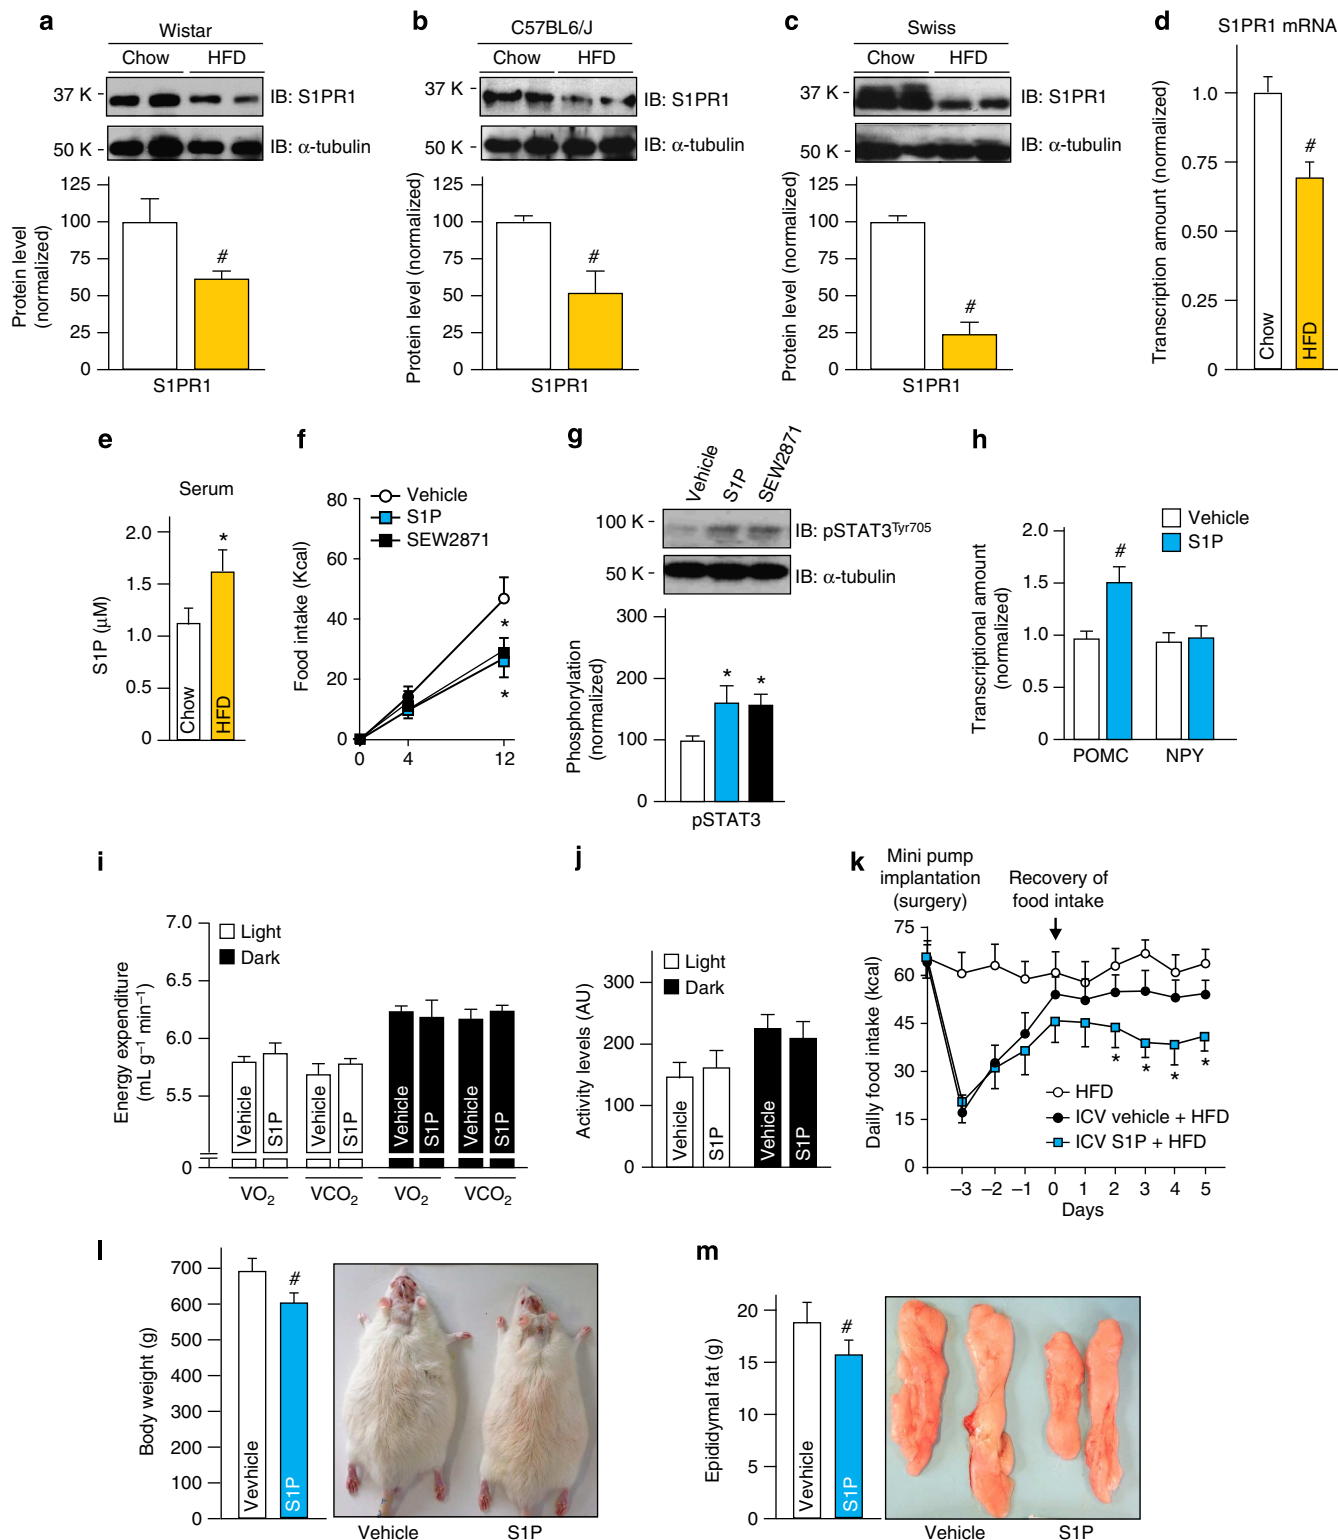 a
Wistar
Chow HFD
37 K
IB: S1PR1
50 K
IB: α-tubulin
Protein level
(normalized)
125
100
75
50
25
0
#
S1PR1
b
C57BL6/J
Chow HFD
37 K
IB: S1PR1
50 K
IB: α-tubulin
Protein level (normalized)
125
100
75
50
25
0
#
S1PR1
c
Swiss
Chow HFD
37 K
IB: S1PR1
50 K
IB: α-tubulin
Protein level (normalized)
125
100
75
50
25
0
#
S1PR1
d
S1PR1 mRNA
Transcription amount (normalized)
1.0
0.75
0.50
0.25
0
#
Chow
HFD
e
Serum
S1P (μM)
2.0
1.5
1.0
0.5
0
*
Chow
HFD
f
Food intake (Kcal)
80
60
40
20
0
Vehicle
S1P
SEW2871
*
*
0 4 12
g
Vehicle
S1P
SEW2871
100 K
IB: pSTAT3Tyr705
50 K
IB: α-tubulin
Phosphorylation
(normalized)
300
200
100
0
* *
pSTAT3
h
Vehicle
S1P
Transcriptional amount
(normalized)
2.0
1.5
1.0
0.5
0
#
POMC NPY
i
Energy expenditure
(mL g−1 min−1)
7.0
6.5
6.0
5.5
0
Light
Dark
Vehicle
S1P
Vehicle
S1P
Vehicle
S1P
Vehicle
S1P
VO2 VCO2 VO2 VCO2
j
Activity levels (AU)
300
200
100
0
Light
Dark
Vehicle
S1P
Vehicle
S1P
k
Mini pump
implantation
(surgery)
Recovery of
food intake
Dailly food intake (kcal)
75
60
45
30
15
0
* * * *
HFD
ICV vehicle + HFD
ICV S1P + HFD
−3 −2 −1 0 1 2 3 4 5
Days
l
Body weight (g)
700
600
500
400
300
200
100
0
#
Vevhicle
S1P
Vehicle S1P
m
Epididymal fat (g)
20
15
10
5
0
#
Vehicle
S1P
Vehicle S1P